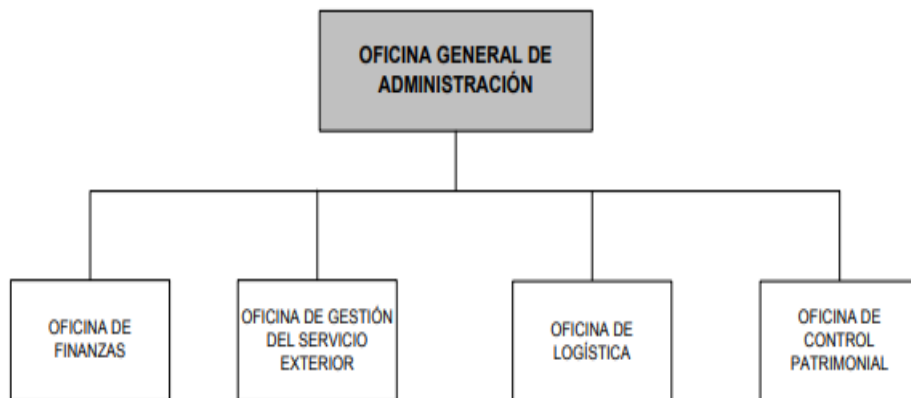 OFICINA GENERAL DE
ADMINISTRACIÓN
OFICINA DE
FINANZAS
OFICINA DE GESTIÓN
DEL SERVICIO
EXTERIOR
OFICINA DE
LOGÍSTICA
OFICINA DE
CONTROL
PATRIMONIAL